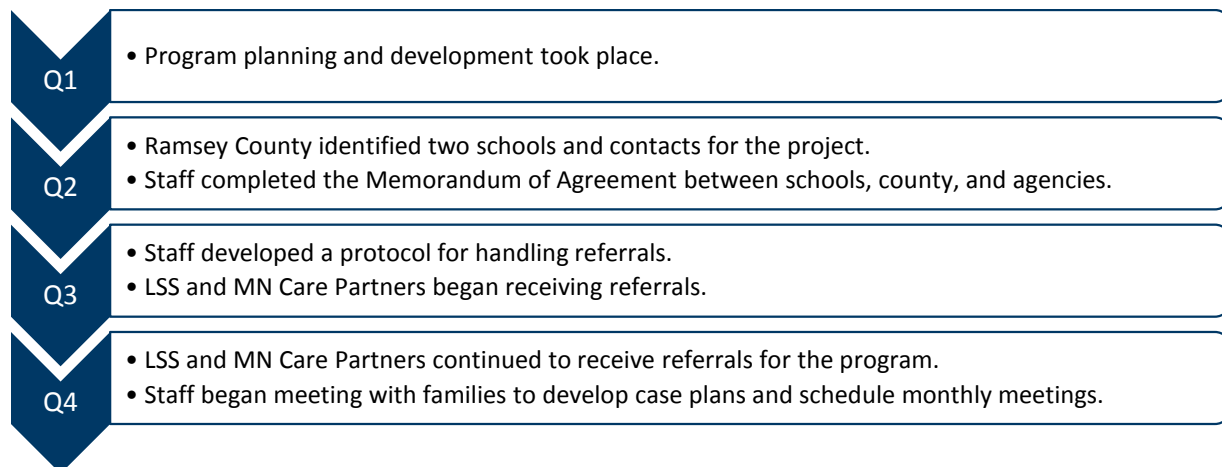 Q1
• Program planning and development took place.
Q2
• Ramsey County identified two schools and contacts for the project.
• Staff completed the Memorandum of Agreement between schools, county, and agencies.
Q3
• Staff developed a protocol for handling referrals.
• LSS and MN Care Partners began receiving referrals.
Q4
• LSS and MN Care Partners continued to receive referrals for the program.
• Staff began meeting with families to develop case plans and schedule monthly meetings.